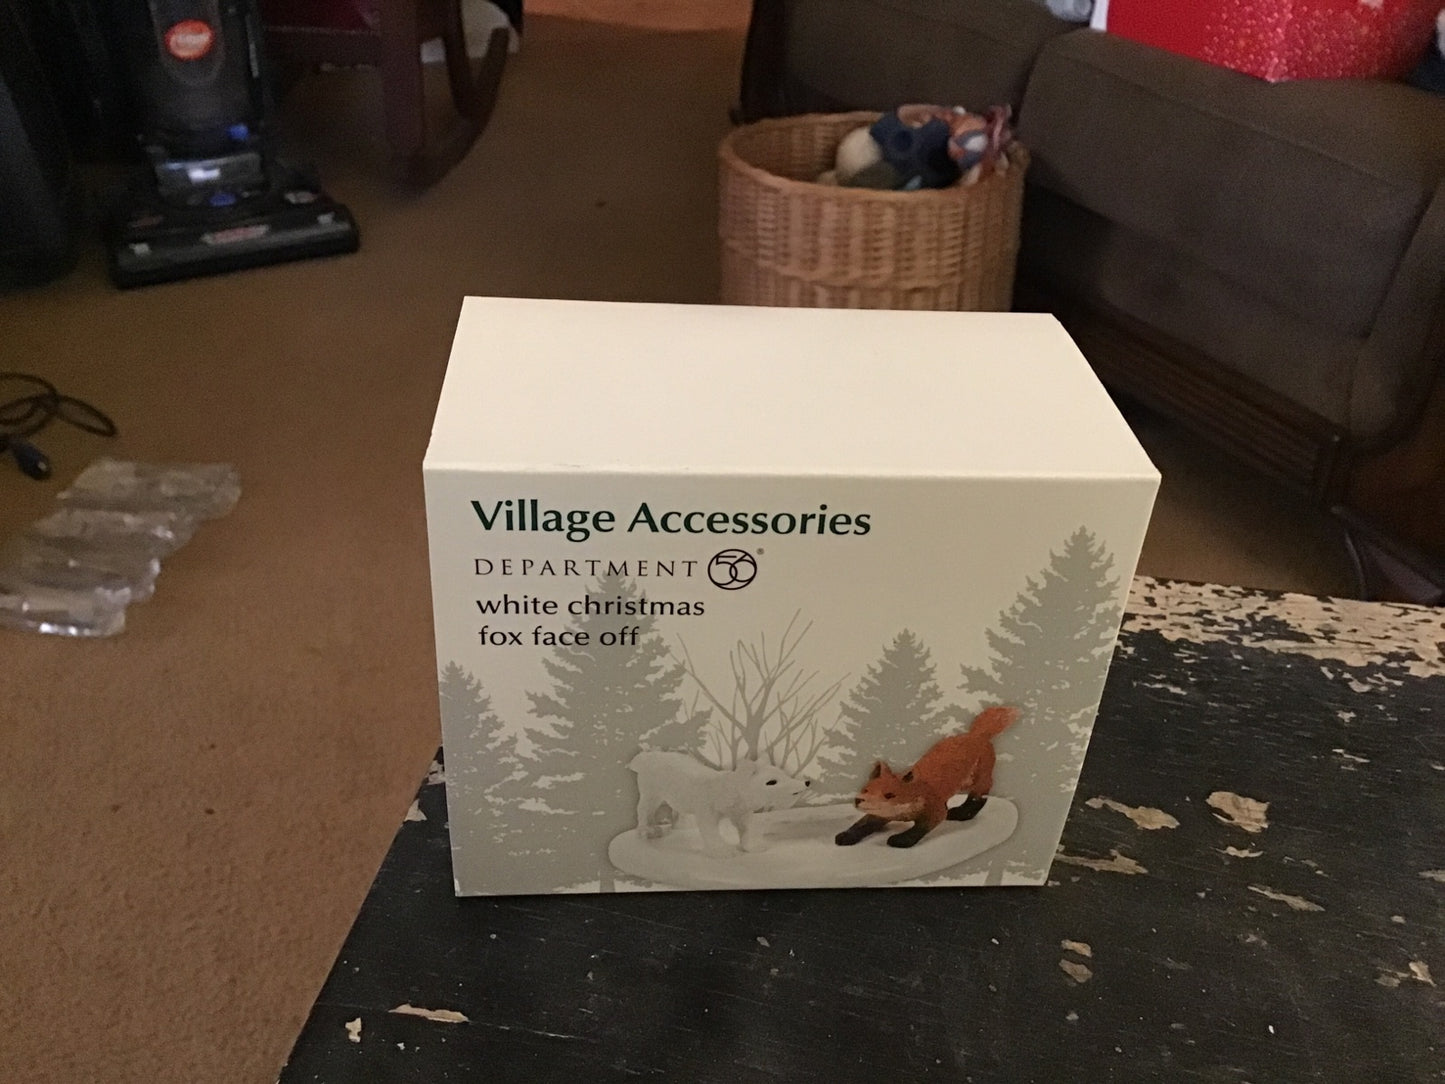 Village Accessories
DEPARTMENT 56®
white christmas
fox face off